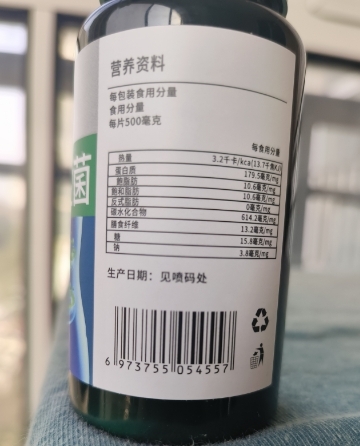 菌
营养资料
每包装食用分量
食用分量
每片500毫克
每食用分量
热量 3.2千卡/kca(13.7千焦KJ)
蛋白质 179.5毫克/mg
总脂肪 10.6毫克/mg
饱和脂肪 10.6毫克/mg
反式脂肪 0毫克/mg
碳水化合物 614.2毫克/mg
膳食纤维 13.2毫克/mg
糖 15.8毫克/mg
钠 3.8毫克/mg
生产日期：见喷码处
6 973755 054557